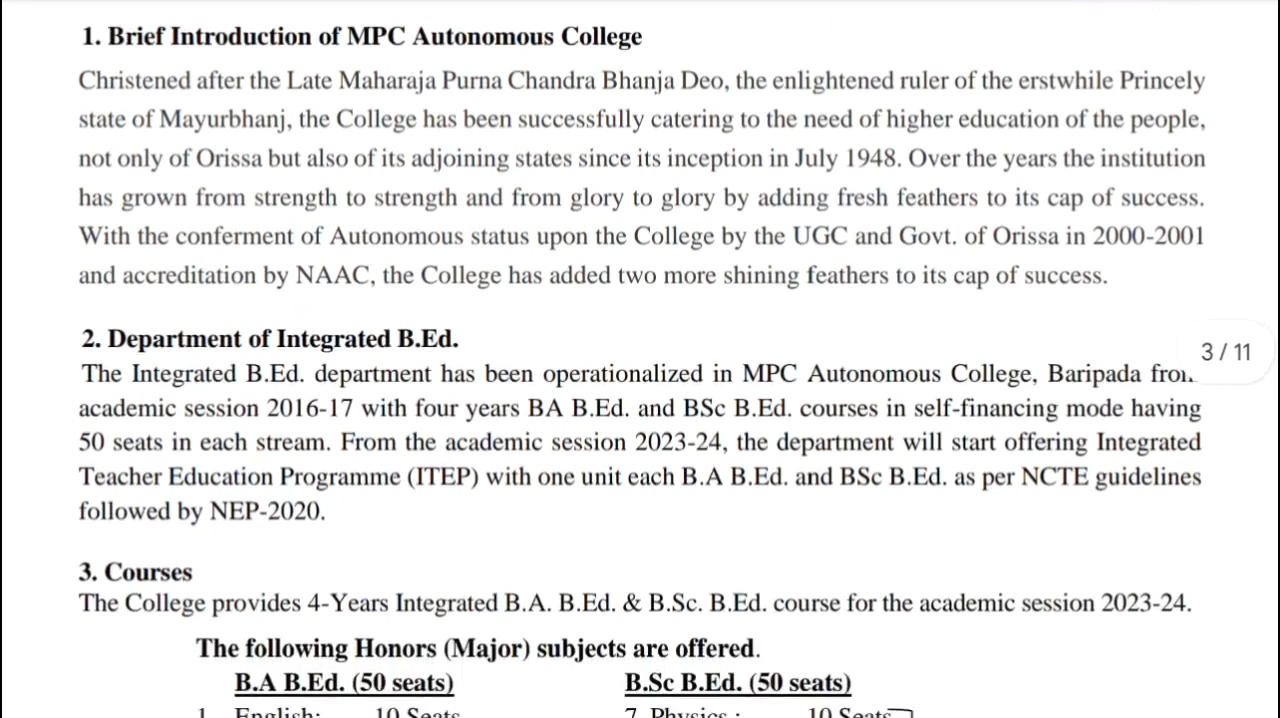 1. Brief Introduction of MPC Autonomous College
Christened after the Late Maharaja Purna Chandra Bhanja Deo, the enlightened ruler of the erstwhile Princely
state of Mayurbhanj, the College has been successfully catering to the need of higher education of the people,
not only of Orissa but also of its adjoining states since its inception in July 1948. Over the years the institution
has grown from strength to strength and from glory to glory by adding fresh feathers to its cap of success.
With the conferment of Autonomous status upon the College by the UGC and Govt. of Orissa in 2000-2001
and accreditation by NAAC, the College has added two more shining feathers to its cap of success.
2. Department of Integrated B.Ed.
3 / 11
The Integrated B.Ed. department has been operationalized in MPC Autonomous College, Baripada from
academic session 2016-17 with four years BA B.Ed. and BSc B.Ed. courses in self-financing mode having
50 seats in each stream. From the academic session 2023-24, the department will start offering Integrated
Teacher Education Programme (ITEP) with one unit each B.A B.Ed. and BSc B.Ed. as per NCTE guidelines
followed by NEP-2020.
3. Courses
The College provides 4-Years Integrated B.A. B.Ed. & B.Sc. B.Ed. course for the academic session 2023-24.
The following Honors (Major) subjects are offered.
B.A B.Ed. (50 seats) B.Sc B.Ed. (50 seats)
1. English: 10 Seats 7. Physics : 10 Seats